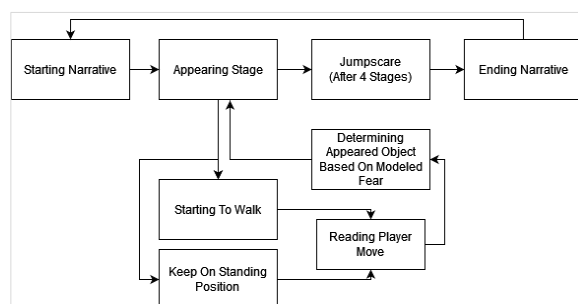 Starting Narrative
Appearing Stage
Jumpscare
(After 4 Stages)
Ending Narrative
Determining
Appeared Object
Based On Modeled
Fear
Starting To Walk
Reading Player
Move
Keep On Standing
Position